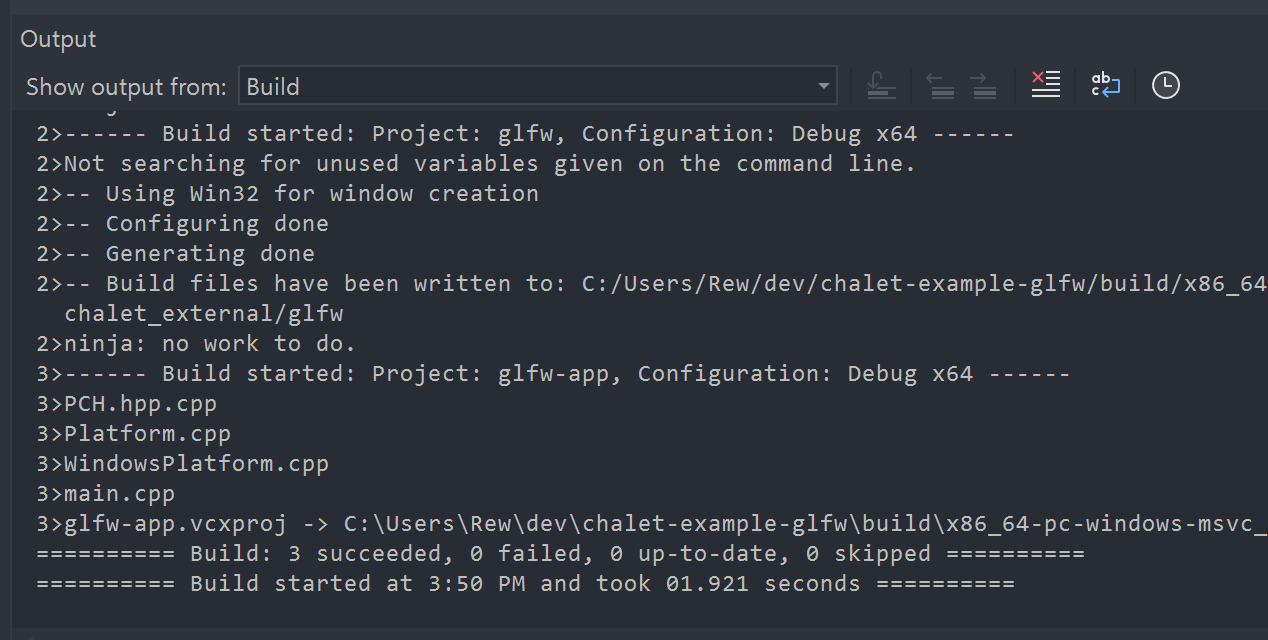 Output
Show output from: Build
ab
c
2>------ Build started: Project: glfw, Configuration: Debug x64 ------
2>Not searching for unused variables given on the command line.
2>-- Using Win32 for window creation
2>-- Configuring done
2>-- Generating done
2>-- Build files have been written to: C:/Users/Rew/dev/chalet-example-glfw/build/x86_64
chalet_external/glfw
2>ninja: no work to do.
3>------ Build started: Project: glfw-app, Configuration: Debug x64 ------
3>PCH.hpp.cpp
3>Platform.cpp
3>WindowsPlatform.cpp
3>main.cpp
3>glfw-app.vcxproj -> C:\Users\Rew\dev\chalet-example-glfw\build\x86_64-pc-windows-msvc_
========== Build: 3 succeeded, 0 failed, 0 up-to-date, 0 skipped ==========
========== Build started at 3:50 PM and took 01.921 seconds ==========